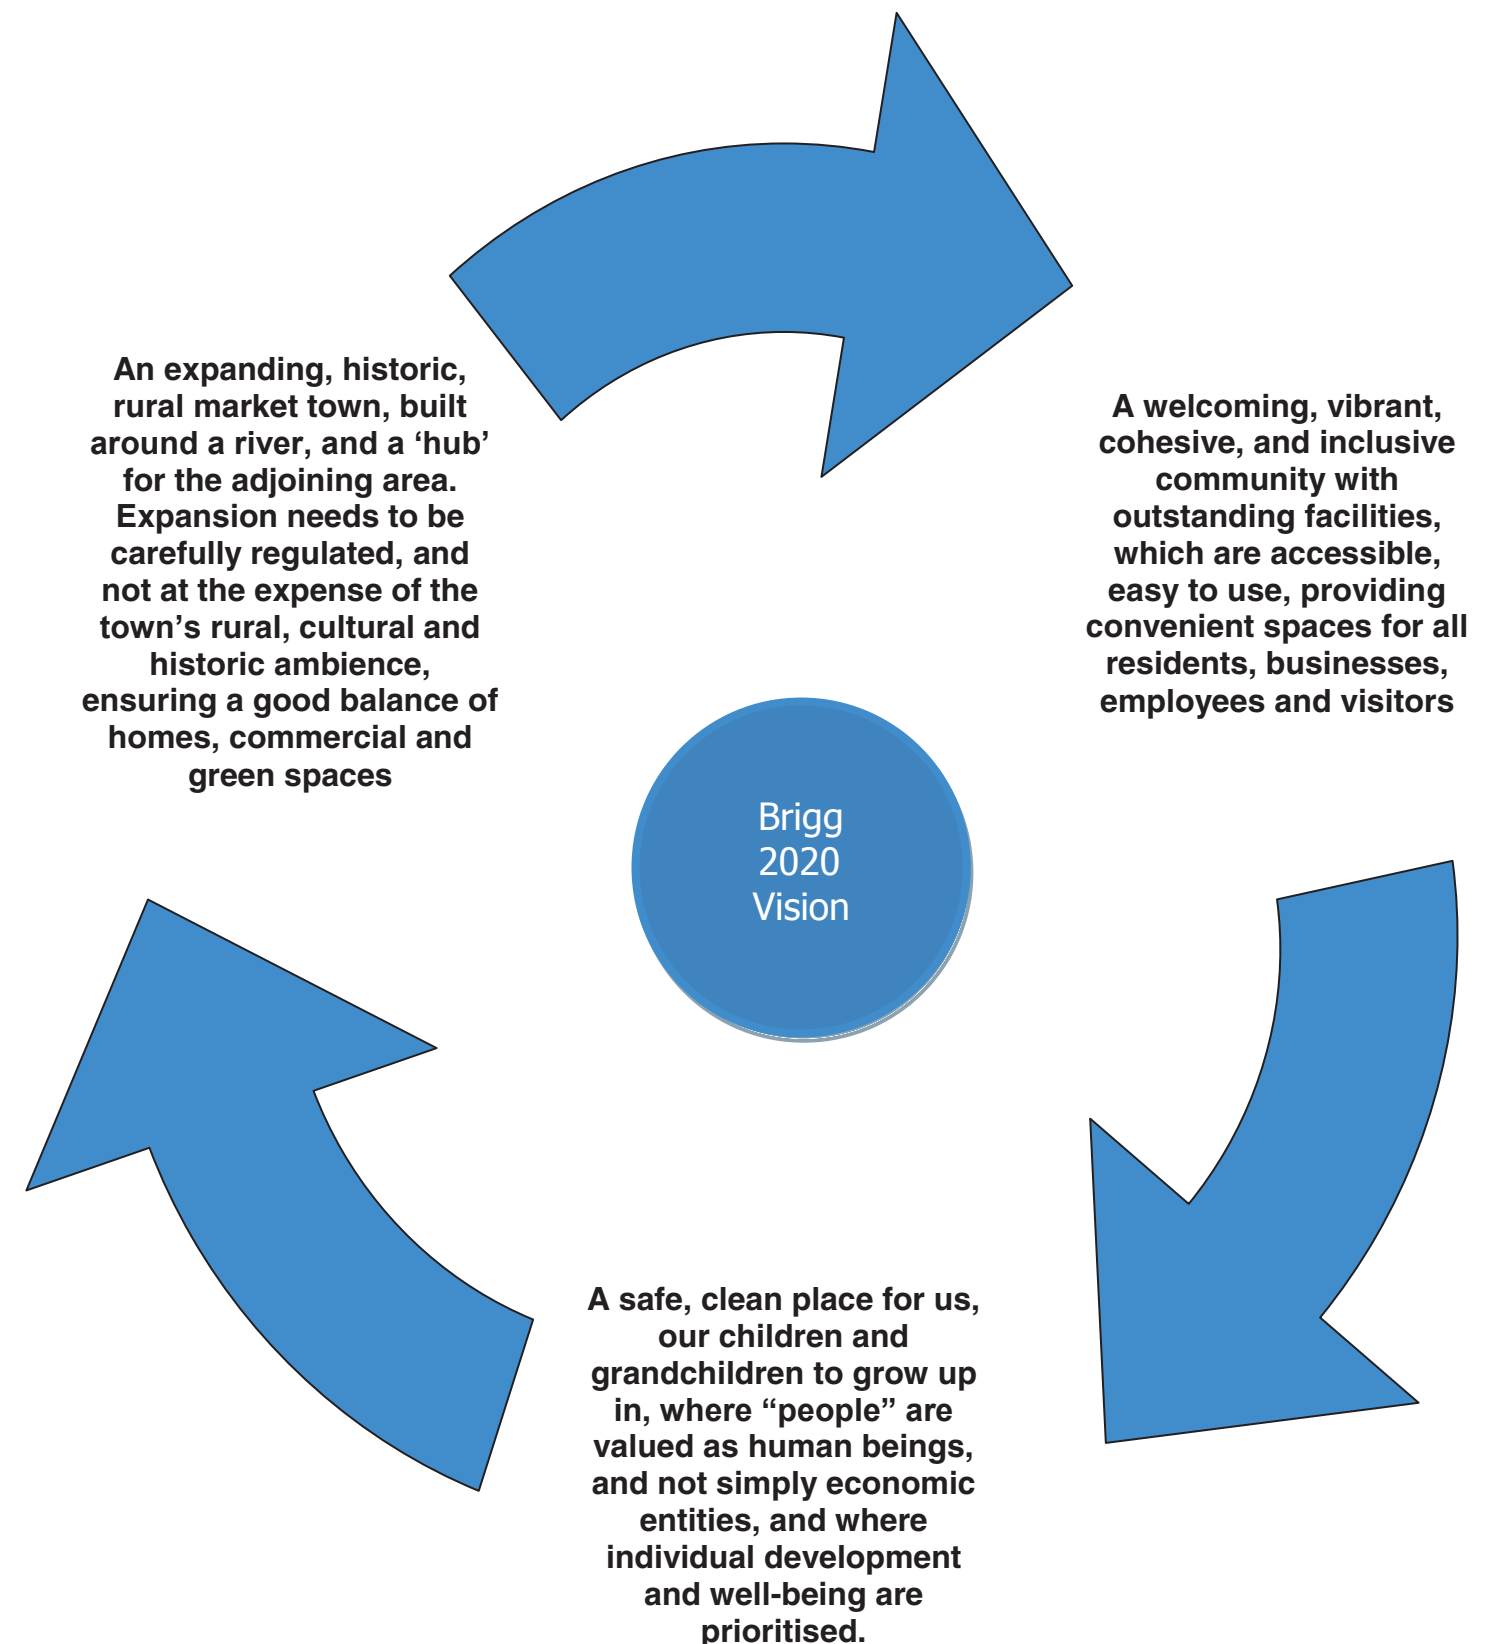 An expanding, historic,
rural market town, built
around a river, and a ‘hub’
for the adjoining area.
Expansion needs to be
carefully regulated, and
not at the expense of the
town’s rural, cultural and
historic ambience,
ensuring a good balance of
homes, commercial and
green spaces
A welcoming, vibrant,
cohesive, and inclusive
community with
outstanding facilities,
which are accessible,
easy to use, providing
convenient spaces for all
residents, businesses,
employees and visitors
Brigg
2020
Vision
A safe, clean place for us,
our children and
grandchildren to grow up
in, where “people” are
valued as human beings,
and not simply economic
entities, and where
individual development
and well-being are
prioritised.